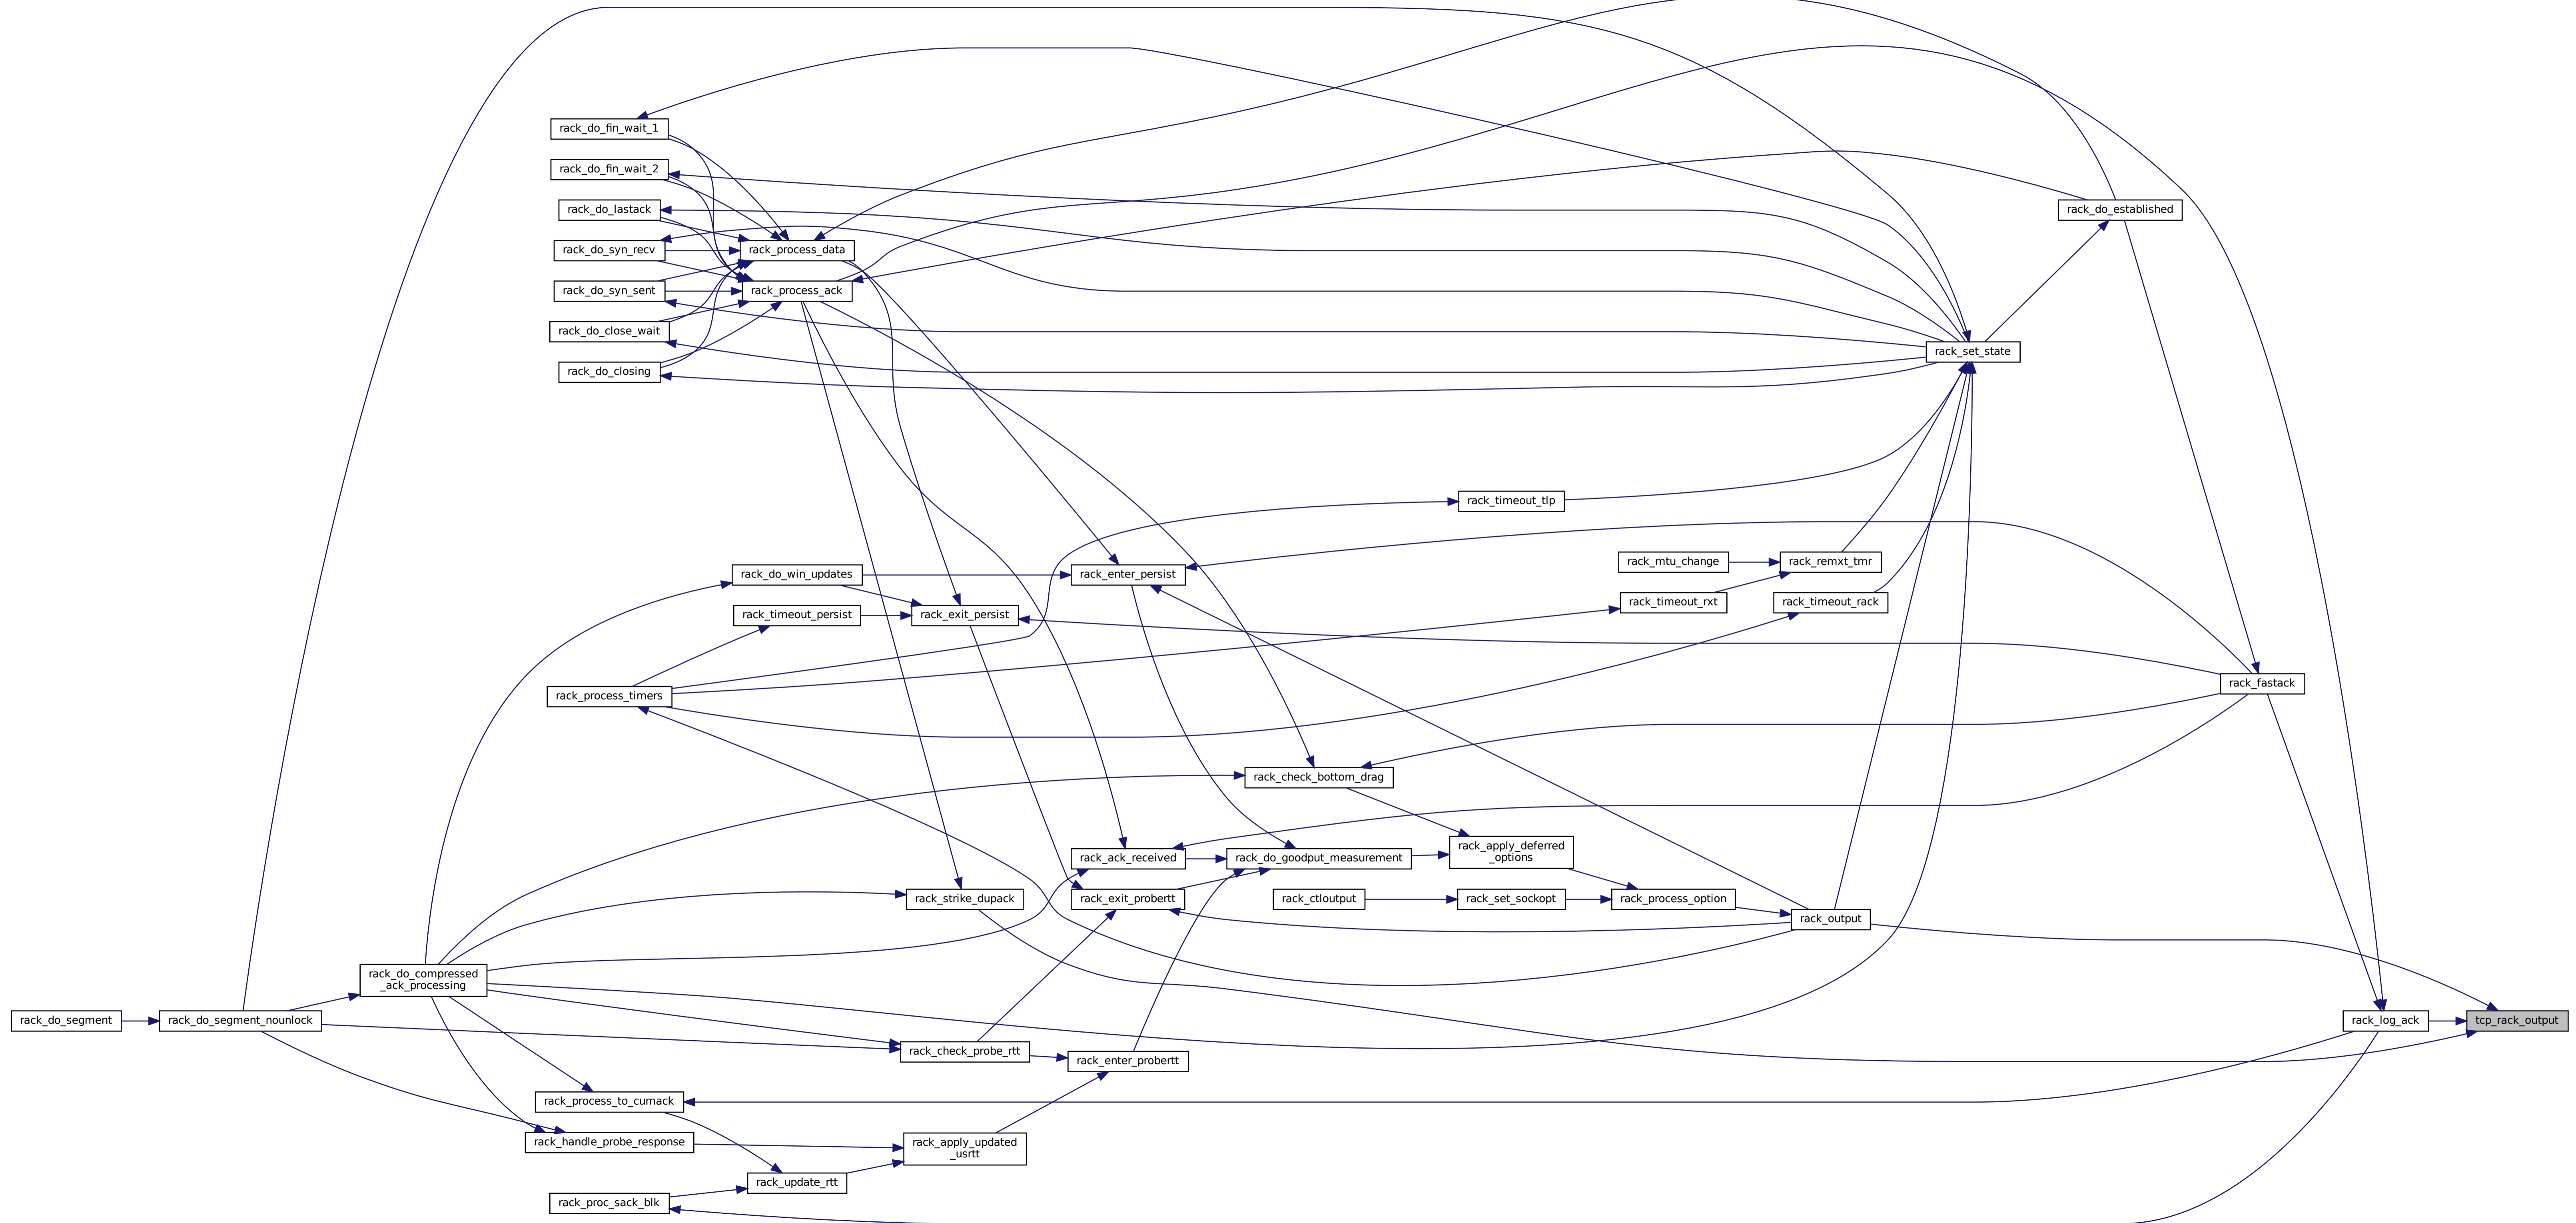 rack_do_fin_wait_1
rack_do_fin_wait_2
rack_do_lastack
rack_do_established
rack_do_syn_recv
rack_process_data
rack_do_syn_sent
rack_process_ack
rack_do_close_wait
rack_set_state
rack_do_closing
rack_timeout_tlp
rack_mtu_change
rack_remxt_tmr
rack_do_win_updates
rack_enter_persist
rack_timeout_rxt
rack_timeout_rack
rack_timeout_persist
rack_exit_persist
rack_process_timers
rack_fastack
rack_check_bottom_drag
rack_apply_deferred
_options
rack_ack_received
rack_do_goodput_measurement
rack_strike_dupack
rack_exit_probertt
rack_ctloutput
rack_set_sockopt
rack_process_option
rack_output
rack_do_compressed
_ack_processing
rack_do_segment
rack_do_segment_nounlock
rack_log_ack
tcp_rack_output
rack_check_probe_rtt
rack_enter_probertt
rack_process_to_cumack
rack_handle_probe_response
rack_apply_updated
_usrtt
rack_update_rtt
rack_proc_sack_blk